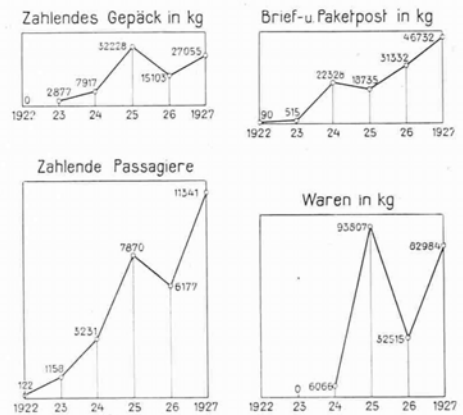 Zahlendes Gepäck in kg
0 2877 7917 32228 15103 27055
1922 23 24 25 26 1927
Brief-u. Paketpost in kg
90 515 22328 18735 31332 46732
1922 23 24 25 26 1927
Zahlende Passagiere
122 1158 3231 7870 6177 11341
1922 23 24 25 26 1927
Waren in kg
0 6066 93807 32515 82984
1922 23 24 25 26 1927